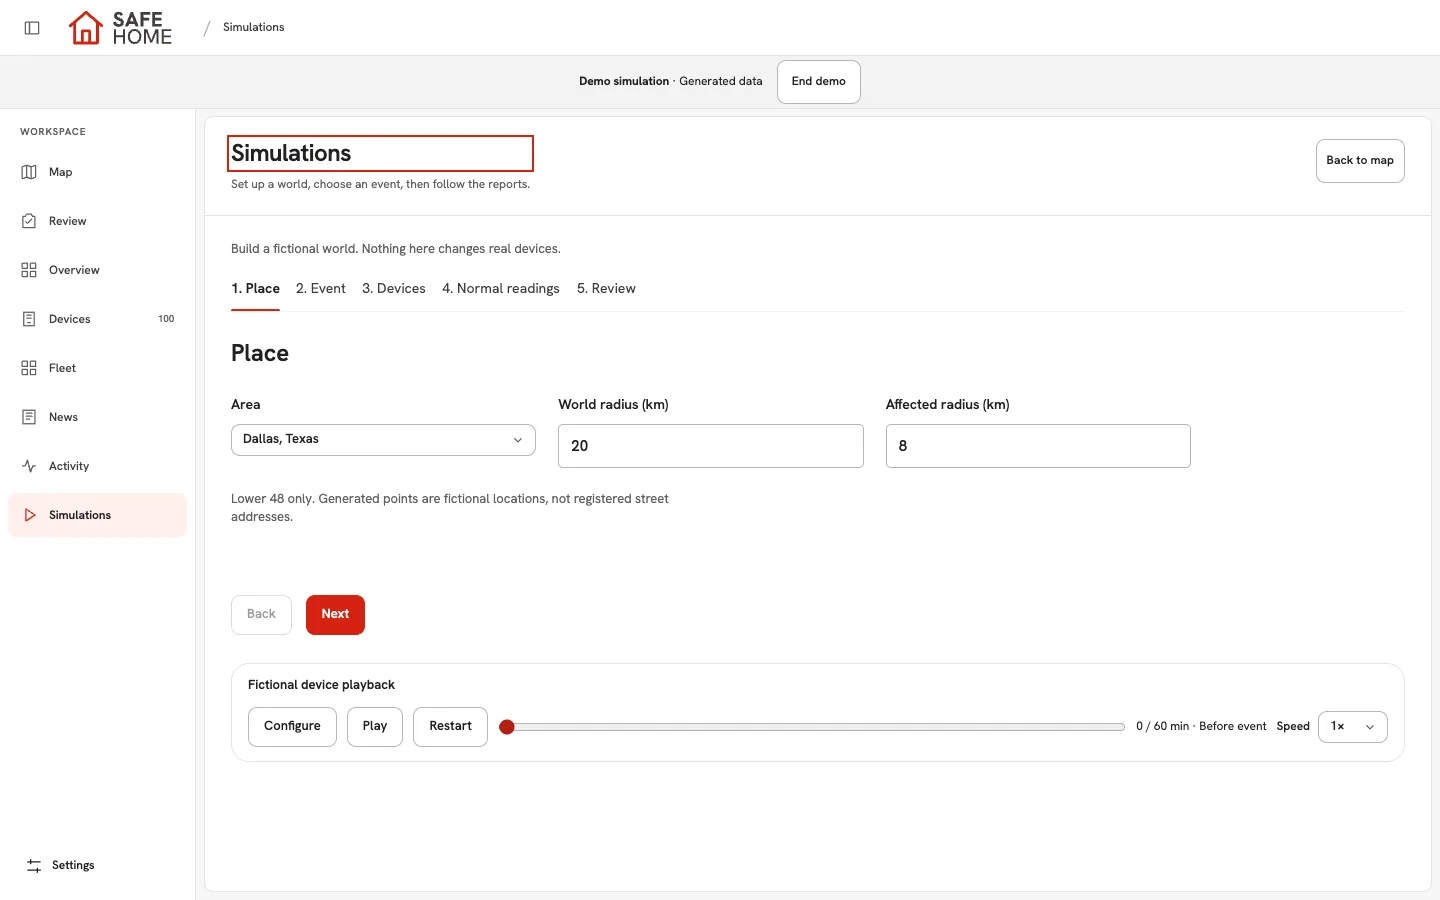 SAFE
HOME
/ Simulations
Demo simulation · Generated data
End demo
WORKSPACE
Map
Review
Overview
Devices 100
Fleet
News
Activity
Simulations
Settings
Simulations
Set up a world, choose an event, then follow the reports.
Back to map
Build a fictional world. Nothing here changes real devices.
1. Place 2. Event 3. Devices 4. Normal readings 5. Review
Place
Area World radius (km) Affected radius (km)
Dallas, Texas 20 8
Lower 48 only. Generated points are fictional locations, not registered street
addresses.
Back Next
Fictional device playback
Configure Play Restart 0 / 60 min · Before event Speed 1×